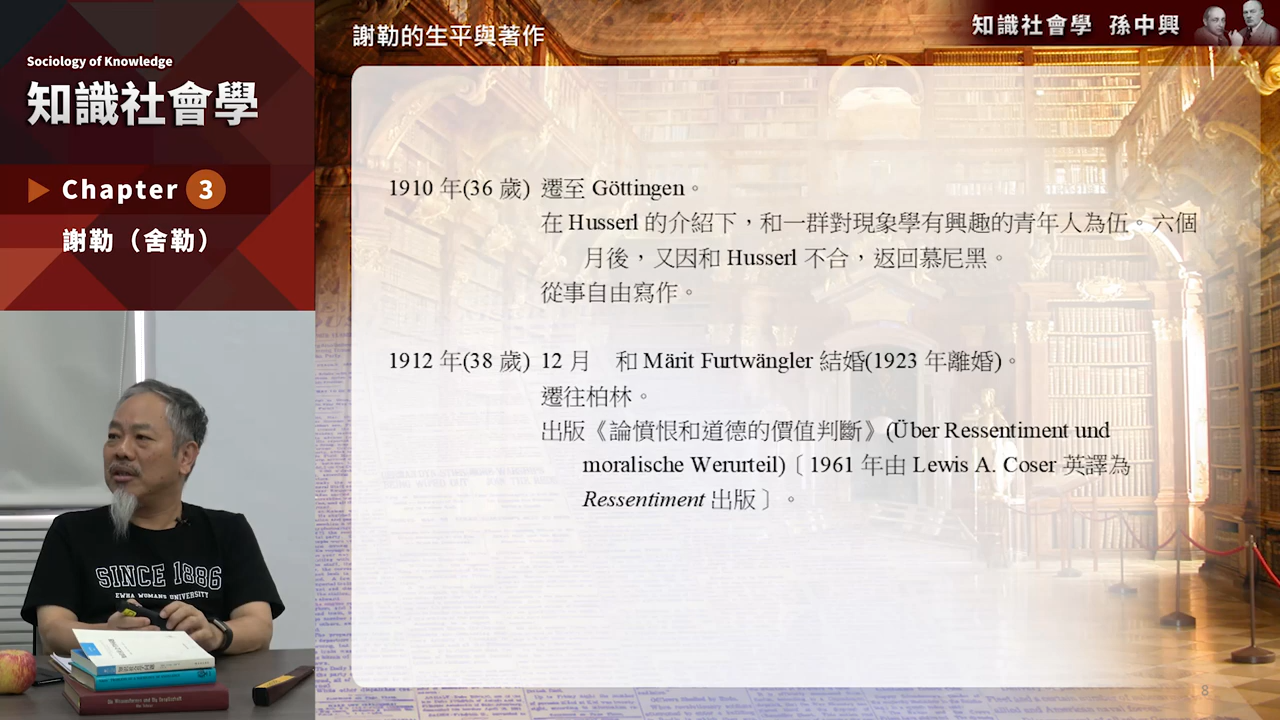 Sociology of Knowledge
知識社會學
Chapter 3
謝勒（舍勒）
謝勒的生平與著作
知識社會學 孫中興
1910 年(36 歲) 遷至 Göttingen。
在 Husserl 的介紹下，和一群對現象學有興趣的青年人為伍。六個
月後，又因和 Husserl 不合，返回慕尼黑。
從事自由寫作。
1912 年(38 歲) 12 月 和 Märit Furtwängler 結婚(1923 年離婚)。
遷往柏林。
出版《論憤恨和道德的價值判斷》(Über Ressentiment und
moralische Werurteil)〔1961 年由 Lewis A. Coser 英譯為
Ressentiment 出版〕。
SINCE 1886
EWHA WOMANS UNIVERSITY
8